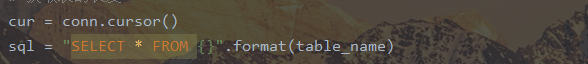 cur = conn.cursor()
sql = "SELECT * FROM {}".format(table_name)